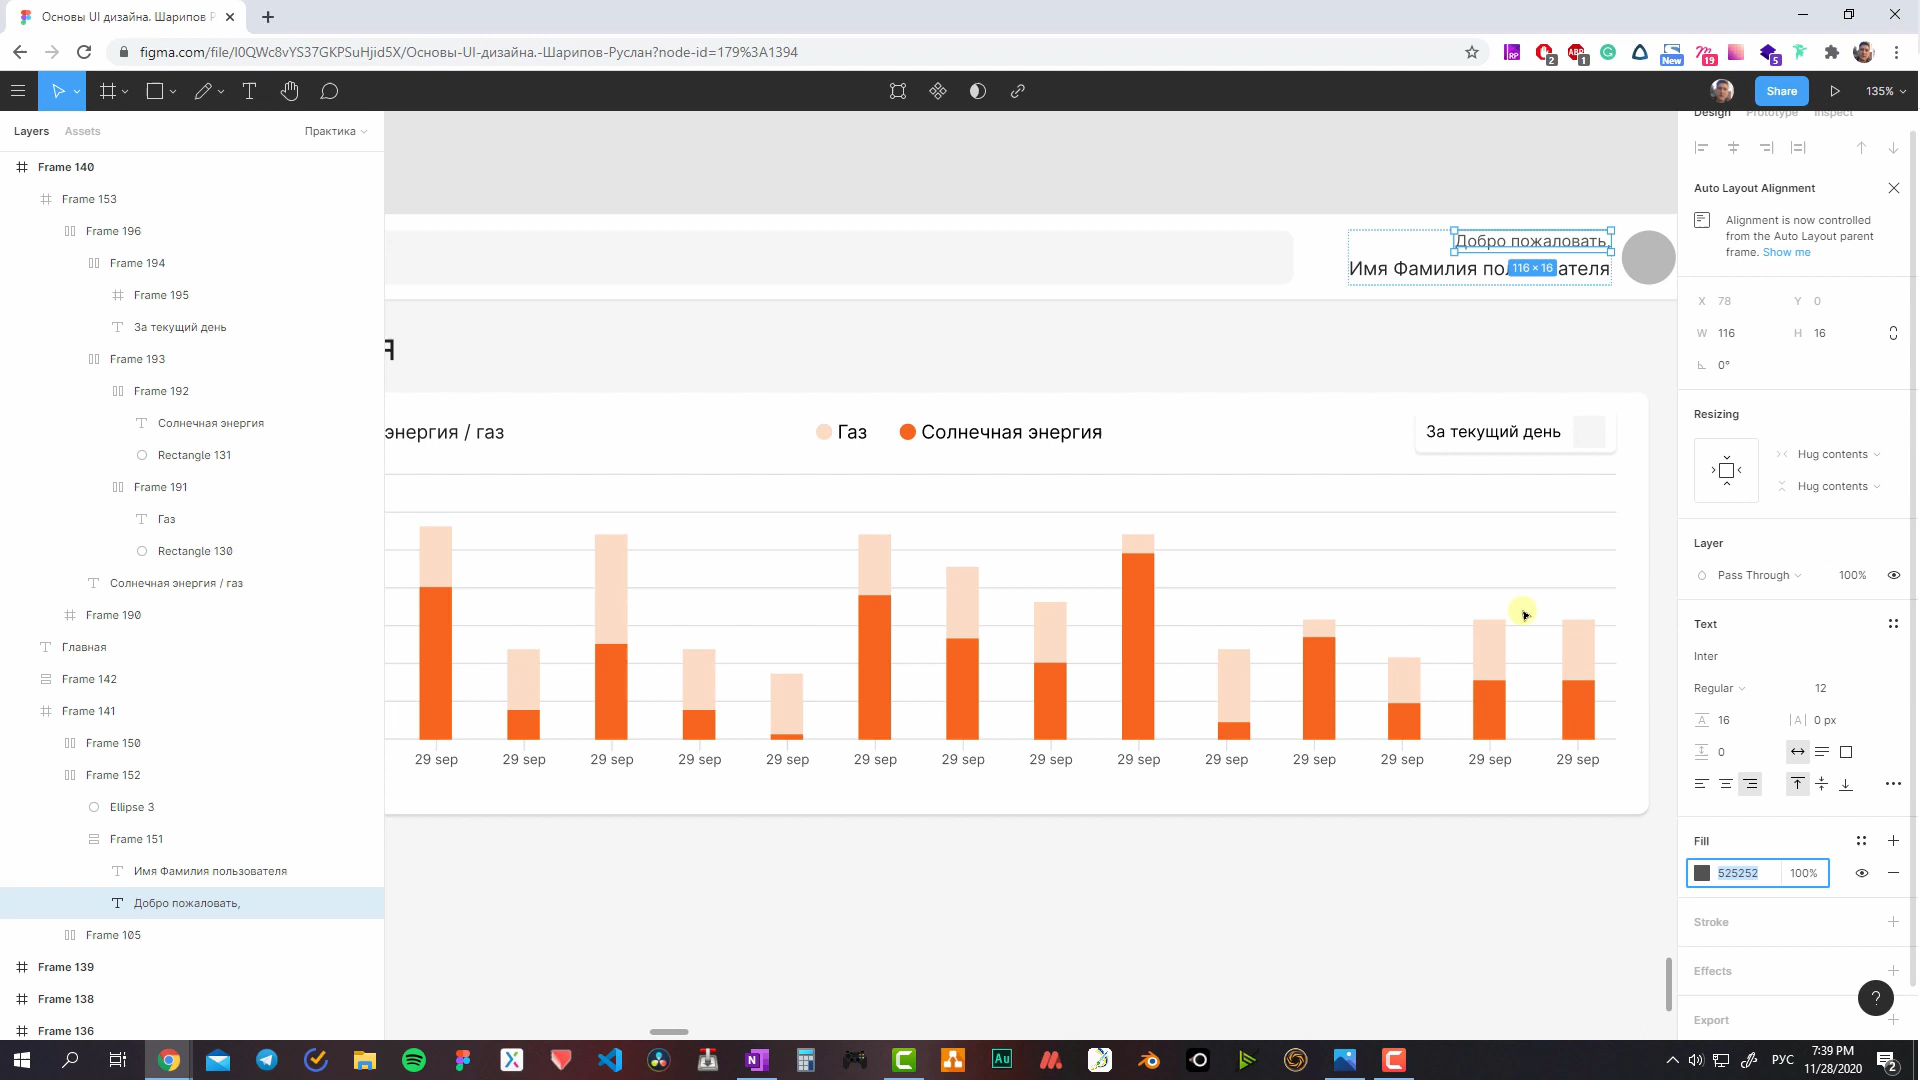 Основы UI дизайна. Шарипов Р
figma.com/file/I0QWc8vYS37GKPSuHjid5X/Основы-UI-дизайна.-Шарипов-Руслан?node-id=179%3A1394
RP
2
ABP
1
New
19
5
Share
135%
Layers
Assets
Практика
Frame 140
Frame 153
Frame 196
Frame 194
Frame 195
За текущий день
Frame 193
Frame 192
Солнечная энергия
Rectangle 131
Frame 191
Газ
Rectangle 130
Солнечная энергия / газ
Frame 190
Главная
Frame 142
Frame 141
Frame 150
Frame 152
Ellipse 3
Frame 151
Имя Фамилия пользователя
Добро пожаловать,
Frame 105
Frame 139
Frame 138
Frame 136
Добро пожаловать,
Имя Фамилия по
116 × 16
ателя
я
энергия / газ
Газ
Солнечная энергия
За текущий день
29 sep 29 sep 29 sep 29 sep 29 sep 29 sep 29 sep 29 sep 29 sep 29 sep 29 sep 29 sep 29 sep 29 sep
Design Prototype Inspect
Auto Layout Alignment
Alignment is now controlled
from the Auto Layout parent
frame. Show me
X 78 Y 0
W 116 H 16
0°
Resizing
Hug contents
Hug contents
Layer
Pass Through 100%
Text
Inter
Regular 12
16 0 px
0
Fill
525252 100%
Stroke
Effects
Export
?
Au
РУС
7:39 PM
11/28/2020
2